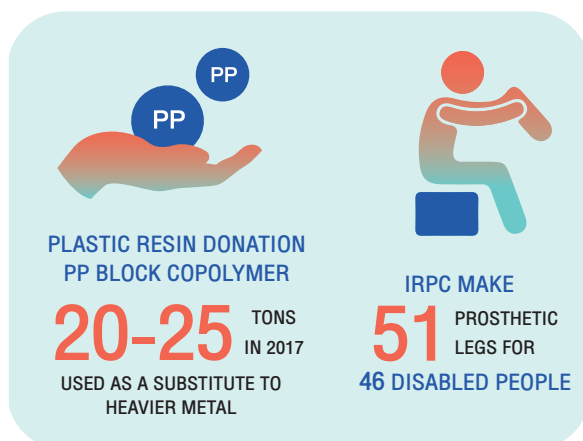 PP
PP
PLASTIC RESIN DONATION
PP BLOCK COPOLYMER
20-25 TONS
IN 2017
USED AS A SUBSTITUTE TO
HEAVIER METAL
IRPC MAKE
51 PROSTHETIC
LEGS FOR
46 DISABLED PEOPLE